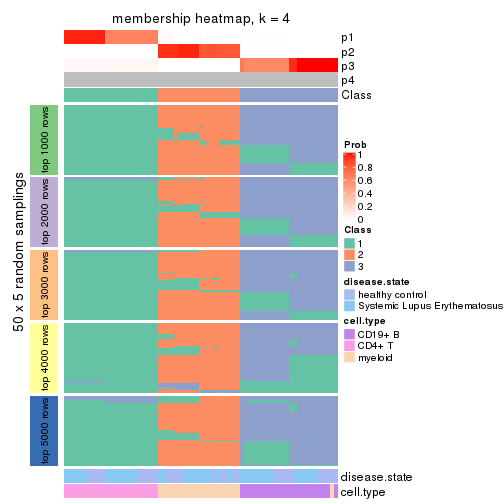 membership heatmap, k = 4
p1
p2
p3
p4
Class
50 x 5 random samplings
top 1000 rows
top 2000 rows
top 3000 rows
top 4000 rows
top 5000 rows
disease.state
cell.type
Prob
1
0.8
0.6
0.4
0.2
0
Class
1
2
3
disease.state
healthy control
Systemic Lupus Erythematosus
cell.type
CD19+ B
CD4+ T
myeloid